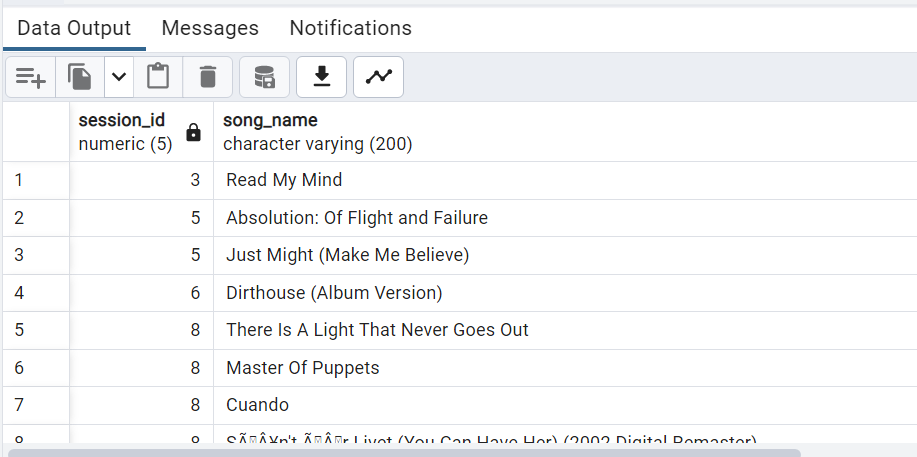 Data Output Messages Notifications
session_id song_name
numeric (5) character varying (200)
1 3 Read My Mind
2 5 Absolution: Of Flight and Failure
3 5 Just Might (Make Me Believe)
4 6 Dirthouse (Album Version)
5 8 There Is A Light That Never Goes Out
6 8 Master Of Puppets
7 8 Cuando
8 8 Livet (You Can Have Her) (2002 Digital Remaster)